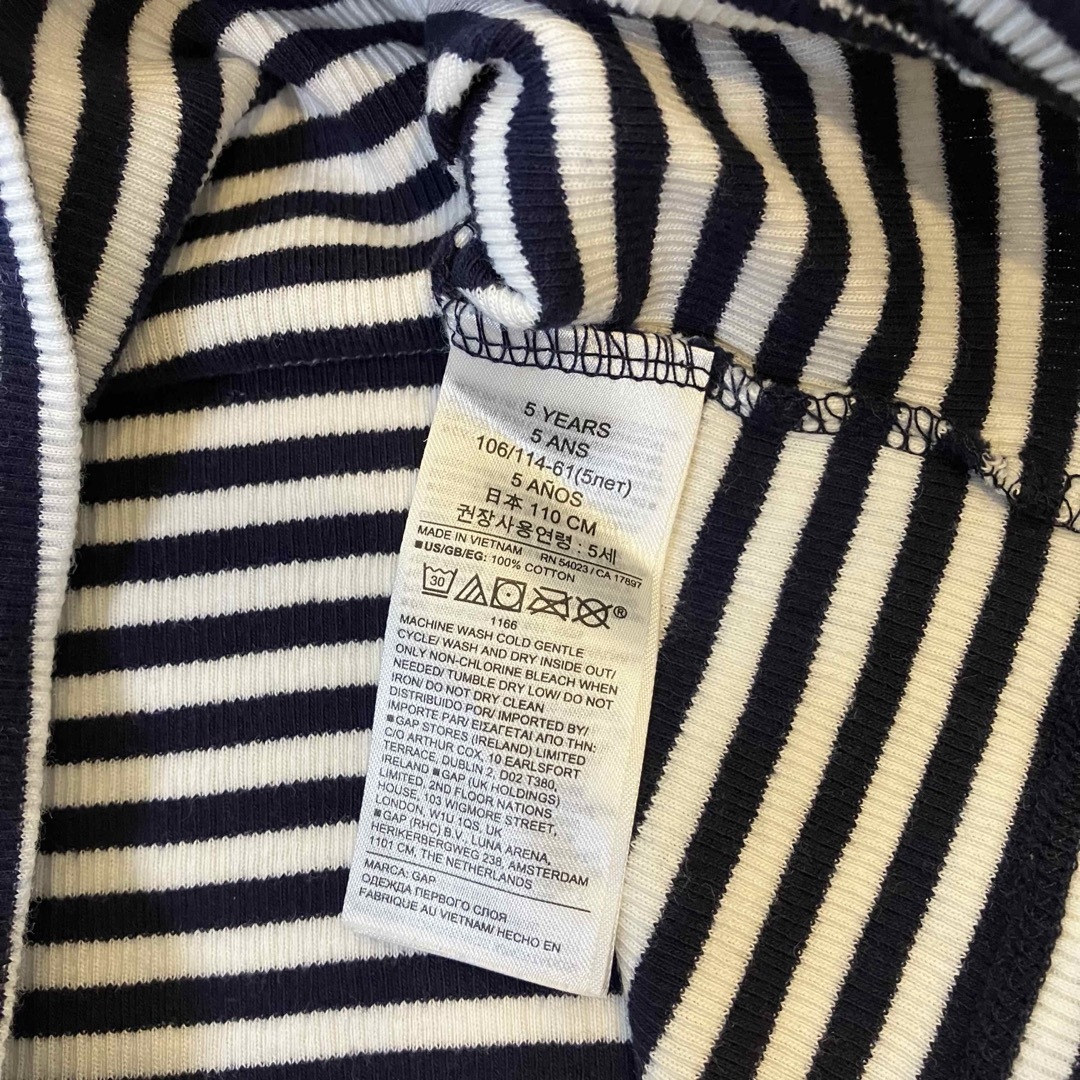 5 YEARS
5 ANS
106/114-61(5лет)
5 AÑOS
日本 110 CM
권장사용연령 : 5세
MADE IN VIETNAM RN 54023 / CA 17897
■ US/GB/EG: 100% COTTON
30
®
1166
MACHINE WASH COLD GENTLE
CYCLE/ WASH AND DRY INSIDE OUT/
ONLY NON-CHLORINE BLEACH WHEN
NEEDED/ TUMBLE DRY LOW/ DO NOT
IRON/ DO NOT DRY CLEAN
DISTRIBUIDO POR/ IMPORTED BY/
IMPORTE PAR/ ΕΙΣΑΓΕΤΑΙ ΑΠΟ ΤΗΝ:
■ GAP STORES (IRELAND) LIMITED
C/O ARTHUR COX, 10 EARLSFORT
TERRACE, DUBLIN 2, D02 T380,
IRELAND ■ GAP (UK HOLDINGS)
LIMITED, 2ND FLOOR NATIONS
HOUSE, 103 WIGMORE STREET,
LONDON, W1U 1QS, UK
■ GAP (RHC) B.V., LUNA ARENA,
HERIKERBERGWEG 238, AMSTERDAM
1101 CM, THE NETHERLANDS
MARCA: GAP
ОДЕЖДА ПЕРВОГО СЛОЯ
FABRIQUE AU VIETNAM/ HECHO EN